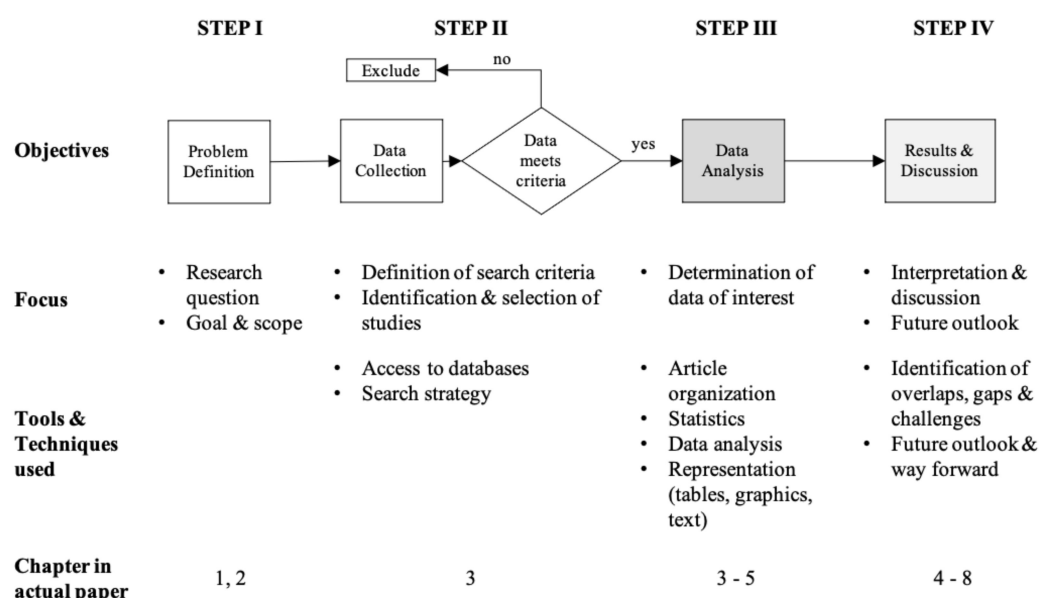 STEP I STEP II STEP III STEP IV
no
Exclude
Objectives
Problem
Definition
Data
Collection
Data
meets
criteria
yes
Data
Analysis
Results &
Discussion
Focus
• Research
question
• Goal & scope
• Definition of search criteria
• Identification & selection of
studies
• Determination of
data of interest
• Interpretation &
discussion
• Future outlook
Tools &
Techniques
used
• Access to databases
• Search strategy
• Article
organization
• Statistics
• Data analysis
• Representation
(tables, graphics,
text)
• Identification of
overlaps, gaps &
challenges
• Future outlook &
way forward
Chapter in
actual paper
1, 2
3
3 - 5
4 - 8